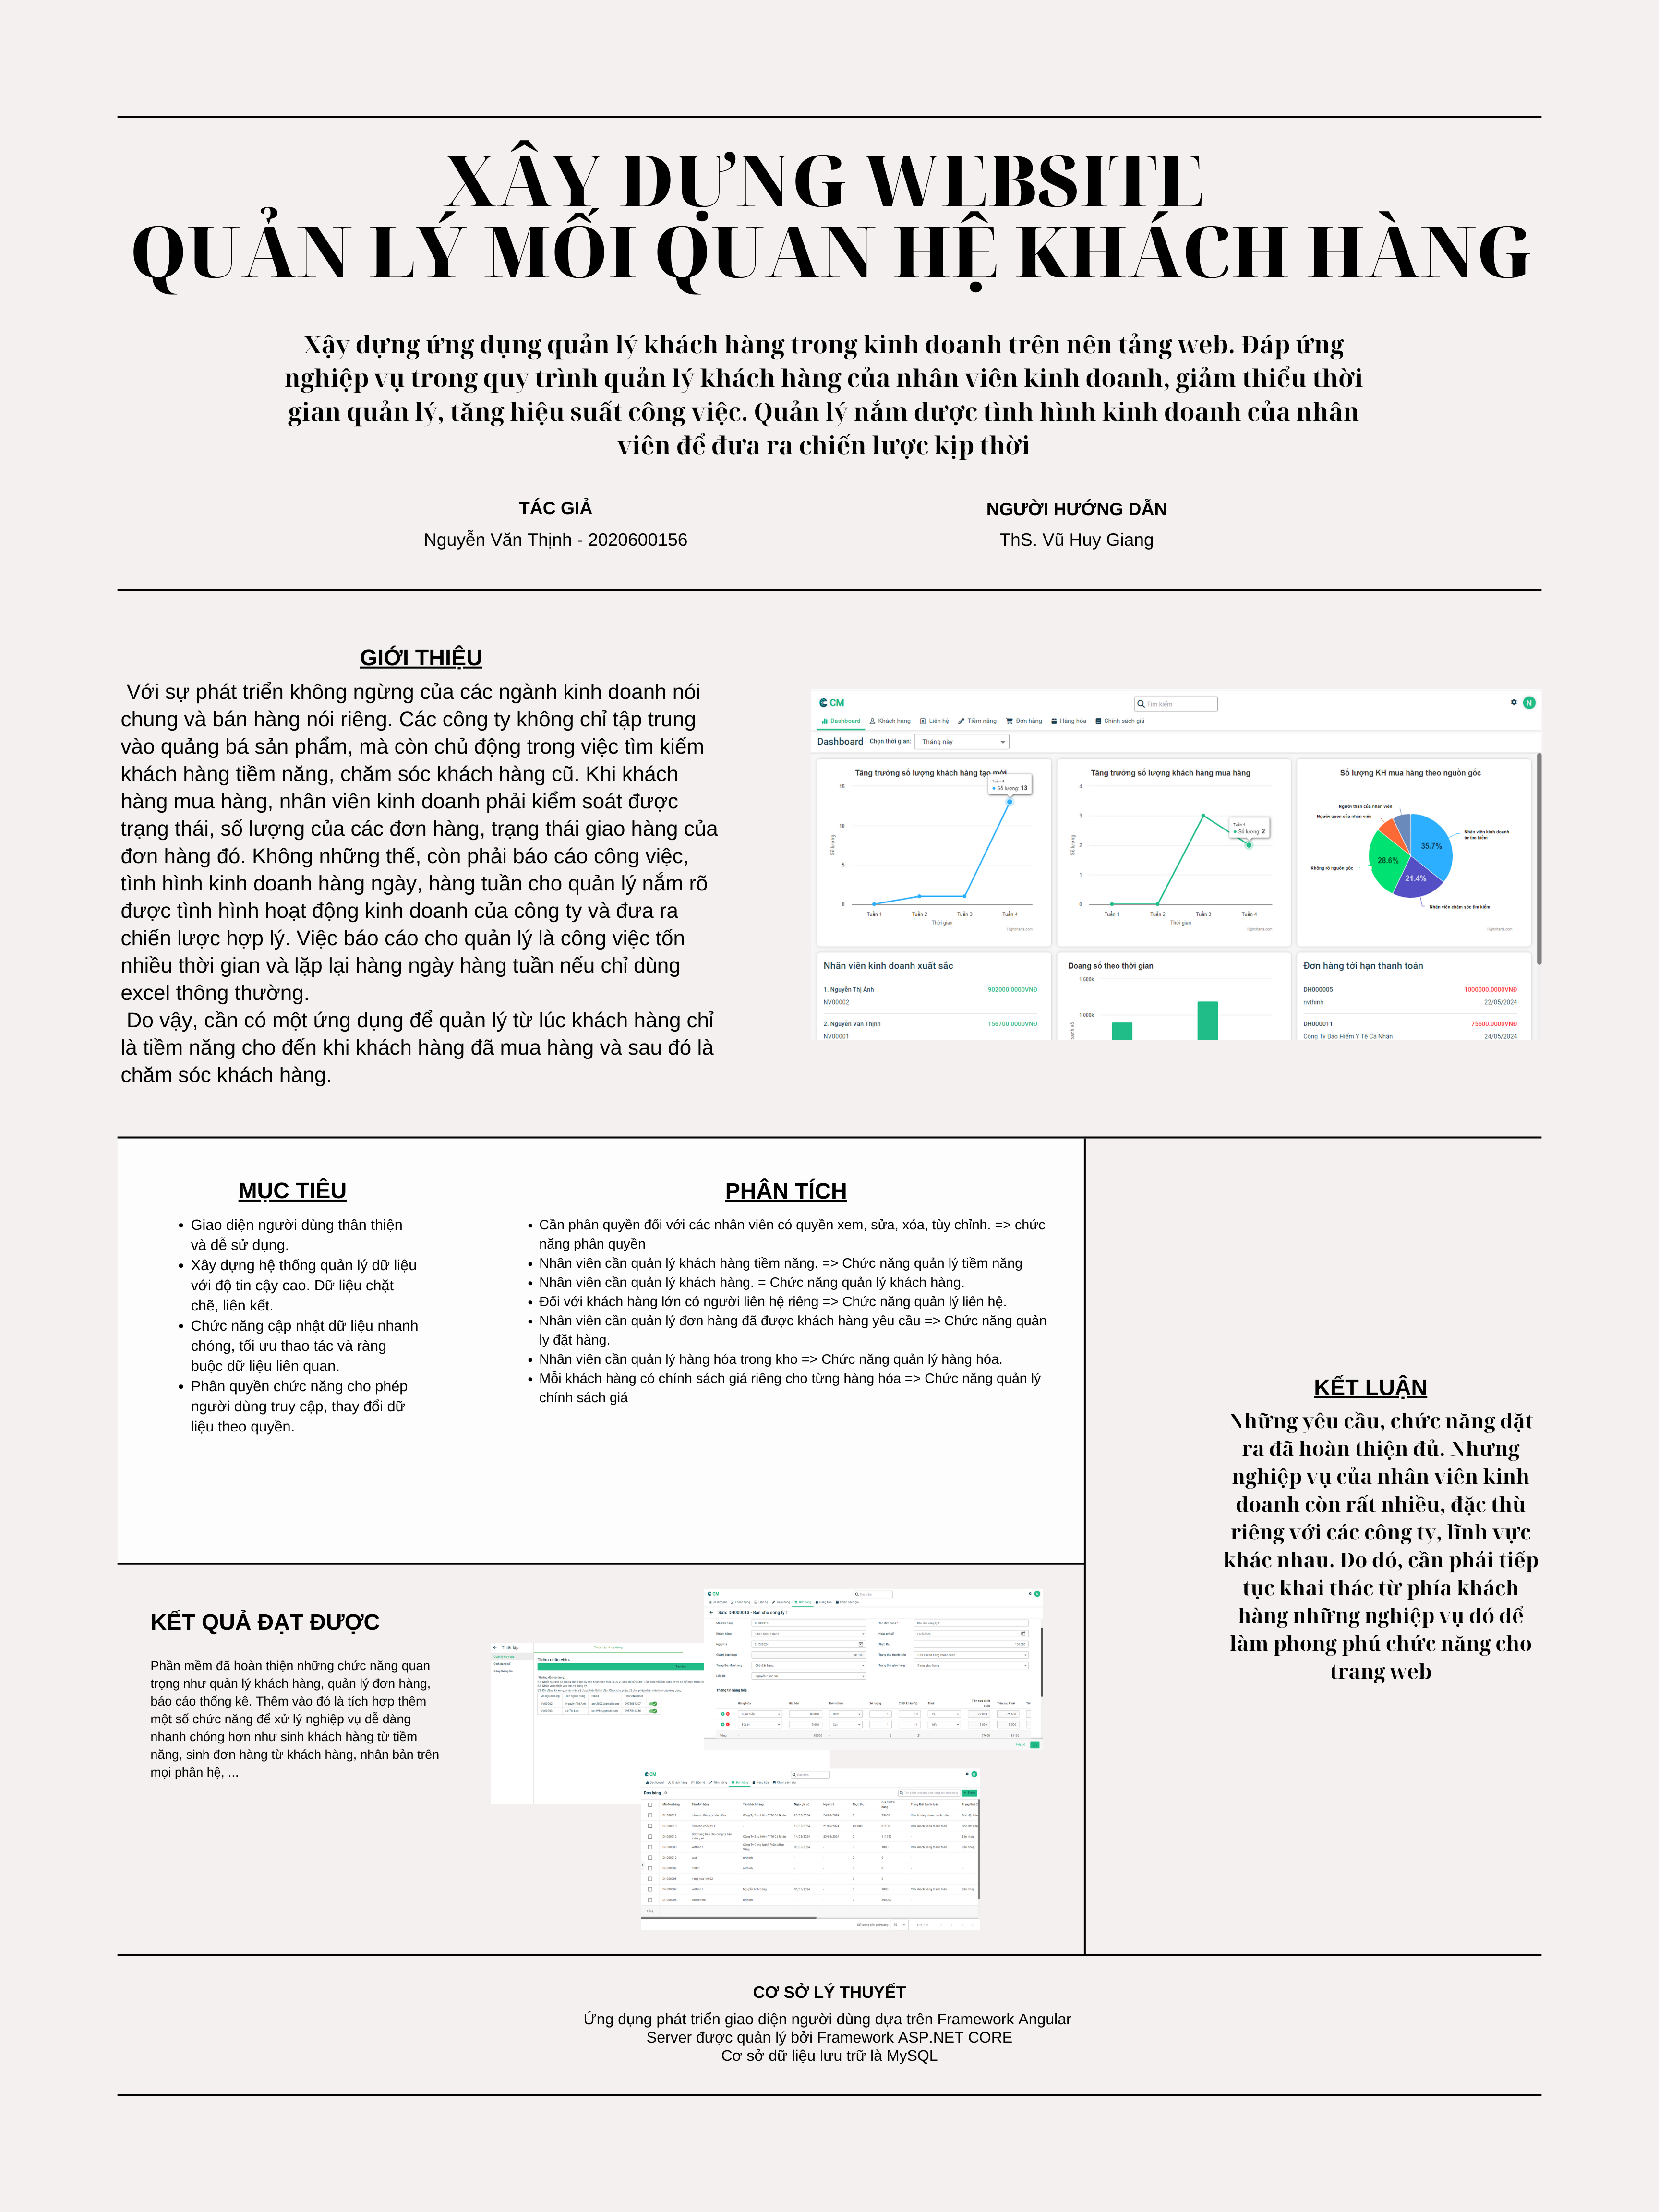 XÂY DỰNG WEBSITE
QUẢN LÝ MỐI QUAN HỆ KHÁCH HÀNG
Xây dựng ứng dụng quản lý khách hàng trong kinh doanh trên nên tảng web. Đáp ứng
nghiệp vụ trong quy trình quản lý khách hàng của nhân viên kinh doanh, giảm thiểu thời
gian quản lý, tăng hiệu suất công việc. Quản lý nắm được tình hình kinh doanh của nhân
viên để đưa ra chiến lược kịp thời
TÁC GIẢ
Nguyễn Văn Thịnh - 2020600156
NGƯỜI HƯỚNG DẪN
ThS. Vũ Huy Giang
GIỚI THIỆU
Với sự phát triển không ngừng của các ngành kinh doanh nói
chung và bán hàng nói riêng. Các công ty không chỉ tập trung
vào quảng bá sản phẩm, mà còn chủ động trong việc tìm kiếm
khách hàng tiềm năng, chăm sóc khách hàng cũ. Khi khách
hàng mua hàng, nhân viên kinh doanh phải kiểm soát được
trạng thái, số lượng của các đơn hàng, trạng thái giao hàng của
đơn hàng đó. Không những thế, còn phải báo cáo công việc,
tình hình kinh doanh hàng ngày, hàng tuần cho quản lý nắm rõ
được tình hình hoạt động kinh doanh của công ty và đưa ra
chiến lược hợp lý. Việc báo cáo cho quản lý là công việc tốn
nhiều thời gian và lặp lại hàng ngày hàng tuần nếu chỉ dùng
excel thông thường.
Do vậy, cần có một ứng dụng để quản lý từ lúc khách hàng chỉ
là tiềm năng cho đến khi khách hàng đã mua hàng và sau đó là
chăm sóc khách hàng.
CM
Tìm kiếm
N
Dashboard Khách hàng Liên hệ Tiềm năng Đơn hàng Hàng hóa Chính sách giá
Dashboard Chọn thời gian: Tháng này
Tăng trưởng số lượng khách hàng tạo mới
Tuần 4
Số lượng: 13
15
10
5
0
Số lượng
Tuần 1 Tuần 2 Tuần 3 Tuần 4
Thời gian
Highcharts.com
Tăng trưởng số lượng khách hàng mua hàng
Tuần 4
Số lượng: 2
4
3
2
1
0
Số lượng
Tuần 1 Tuần 2 Tuần 3 Tuần 4
Thời gian
Highcharts.com
Số lượng KH mua hàng theo nguồn gốc
Người thân của nhân viên
Người quen của nhân viên
Nhân viên kinh doanh
tự tìm kiếm
35.7%
28.6%
Không rõ nguồn gốc
21.4%
Nhân viên chăm sóc tìm kiếm
Highcharts.com
Nhân viên kinh doanh xuất sắc
1. Nguyễn Thị Ánh 902000.0000VNĐ
NV00002
2. Nguyễn Văn Thịnh 156700.0000VNĐ
NV00001
Doang số theo thời gian
1 500k
1 000k
Đơn hàng tới hạn thanh toán
DH000005 1000000.0000VNĐ
nvthinh 22/05/2024
DH000011 75600.0000VNĐ
Công Ty Bảo Hiểm Y Tế Cá Nhân 24/05/2024
MỤC TIÊU
• Giao diện người dùng thân thiện
và dễ sử dụng.
• Xây dựng hệ thống quản lý dữ liệu
với độ tin cậy cao. Dữ liệu chặt
chẽ, liên kết.
• Chức năng cập nhật dữ liệu nhanh
chóng, tối ưu thao tác và ràng
buộc dữ liệu liên quan.
• Phân quyền chức năng cho phép
người dùng truy cập, thay đổi dữ
liệu theo quyền.
PHÂN TÍCH
• Cần phân quyền đối với các nhân viên có quyền xem, sửa, xóa, tùy chỉnh. => chức
năng phân quyền
• Nhân viên cần quản lý khách hàng tiềm năng. => Chức năng quản lý tiềm năng
• Nhân viên cần quản lý khách hàng. = Chức năng quản lý khách hàng.
• Đối với khách hàng lớn có người liên hệ riêng => Chức năng quản lý liên hệ.
• Nhân viên cần quản lý đơn hàng đã được khách hàng yêu cầu => Chức năng quản
ly đặt hàng.
• Nhân viên cần quản lý hàng hóa trong kho => Chức năng quản lý hàng hóa.
• Mỗi khách hàng có chính sách giá riêng cho từng hàng hóa => Chức năng quản lý
chính sách giá
KẾT LUẬN
Những yêu cầu, chức năng đặt
ra đã hoàn thiện đủ. Nhưng
nghiệp vụ của nhân viên kinh
doanh còn rất nhiều, đặc thù
riêng với các công ty, lĩnh vực
khác nhau. Do đó, cần phải tiếp
tục khai thác từ phía khách
hàng những nghiệp vụ đó để
làm phong phú chức năng cho
trang web
KẾT QUẢ ĐẠT ĐƯỢC
Phần mềm đã hoàn thiện những chức năng quan
trọng như quản lý khách hàng, quản lý đơn hàng,
báo cáo thống kê. Thêm vào đó là tích hợp thêm
một số chức năng để xử lý nghiệp vụ dễ dàng
nhanh chóng hơn như sinh khách hàng từ tiềm
năng, sinh đơn hàng từ khách hàng, nhân bản trên
mọi phân hệ, ...
Thiết lập
Thêm nhân viên
CM
Sửa: DH000013 - Bán cho công ty T
Thông tin hàng hóa
CM
Đơn hàng
CƠ SỞ LÝ THUYẾT
Ứng dụng phát triển giao diện người dùng dựa trên Framework Angular
Server được quản lý bởi Framework ASP.NET CORE
Cơ sở dữ liệu lưu trữ là MySQL